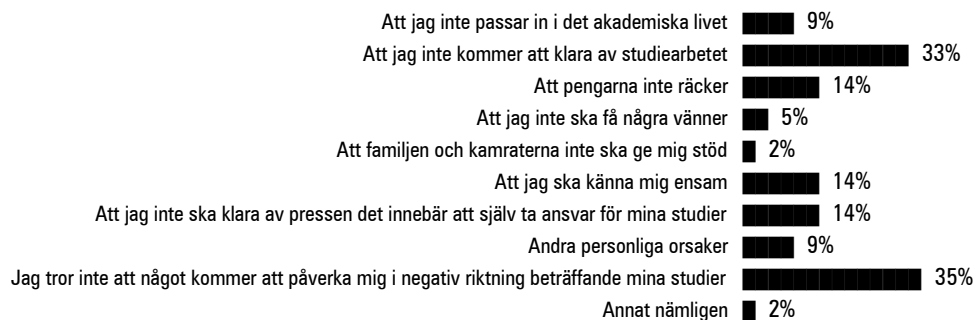 Att jag inte passar in i det akademiska livet 9%
Att jag inte kommer att klara av studiearbetet 33%
Att pengarna inte räcker 14%
Att jag inte ska få några vänner 5%
Att familjen och kamraterna inte ska ge mig stöd 2%
Att jag ska känna mig ensam 14%
Att jag inte ska klara av pressen det innebär att själv ta ansvar för mina studier 14%
Andra personliga orsaker 9%
Jag tror inte att något kommer att påverka mig i negativ riktning beträffande mina studier 35%
Annat nämligen 2%